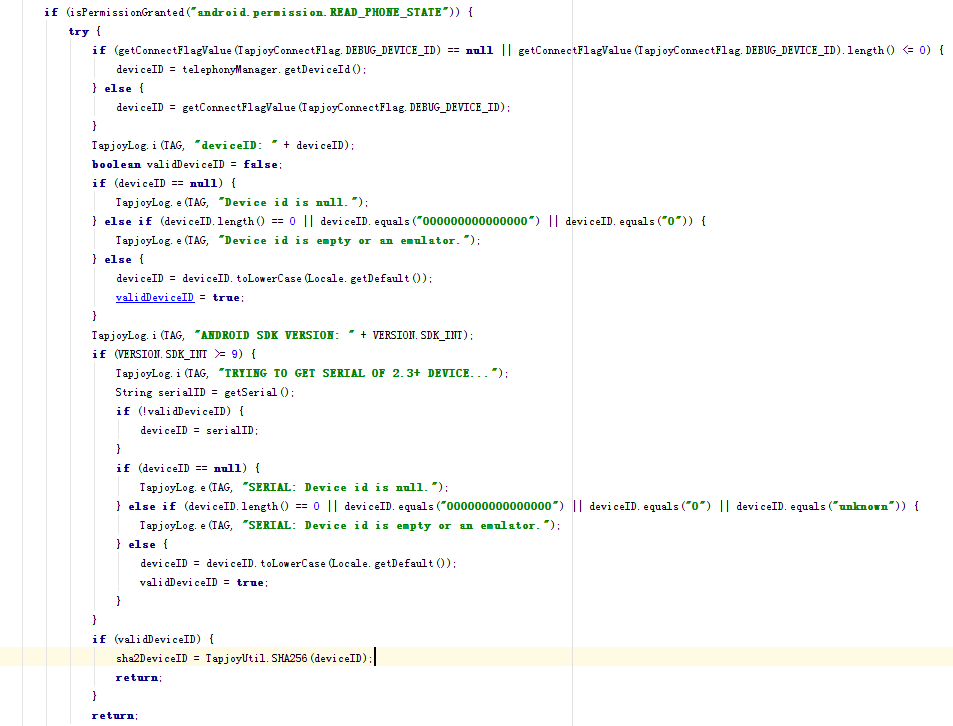 if (isPermissionGranted("android.permission.READ_PHONE_STATE")) {
try {
if (getConnectFlagValue(TapjoyConnectFlag.DEBUG_DEVICE_ID) == null || getConnectFlagValue(TapjoyConnectFlag.DEBUG_DEVICE_ID).length() <= 0) {
deviceID = telephonyManager.getDeviceId();
} else {
deviceID = getConnectFlagValue(TapjoyConnectFlag.DEBUG_DEVICE_ID);
}
TapjoyLog.i(TAG, "deviceID: " + deviceID);
boolean validDeviceID = false;
if (deviceID == null) {
TapjoyLog.e(TAG, "Device id is null.");
} else if (deviceID.length() == 0 || deviceID.equals("000000000000000") || deviceID.equals("0")) {
TapjoyLog.e(TAG, "Device id is empty or an emulator.");
} else {
deviceID = deviceID.toLowerCase(Locale.getDefault());
validDeviceID = true;
}
TapjoyLog.i(TAG, "ANDROID SDK VERSION: " + VERSION.SDK_INT);
if (VERSION.SDK_INT >= 9) {
TapjoyLog.i(TAG, "TRYING TO GET SERIAL OF 2.3+ DEVICE...");
String serialID = getSerial();
if (!validDeviceID) {
deviceID = serialID;
}
if (deviceID == null) {
TapjoyLog.e(TAG, "SERIAL: Device id is null.");
} else if (deviceID.length() == 0 || deviceID.equals("000000000000000") || deviceID.equals("0") || deviceID.equals("unknown")) {
TapjoyLog.e(TAG, "SERIAL: Device id is empty or an emulator.");
} else {
deviceID = deviceID.toLowerCase(Locale.getDefault());
validDeviceID = true;
}
}
if (validDeviceID) {
sha2DeviceID = TapjoyUtil.SHA256(deviceID);
return;
}
return;